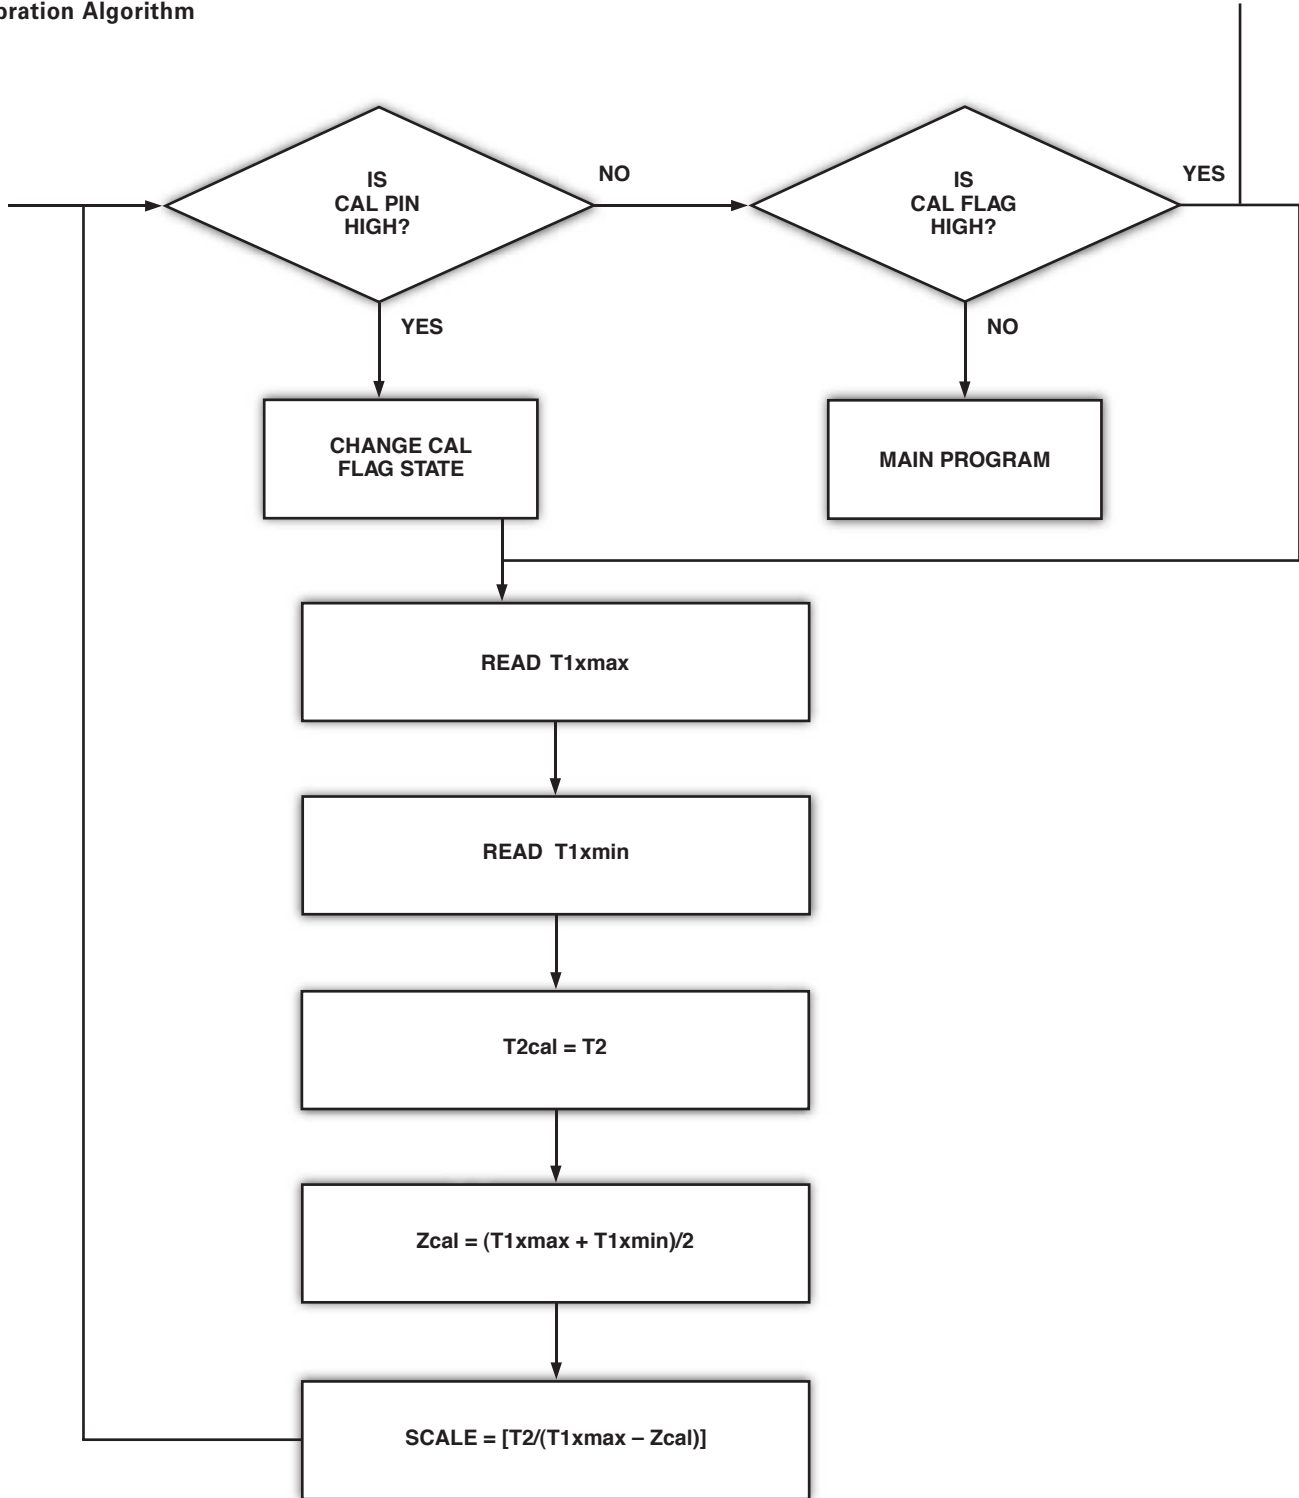 bration Algorithm
IS
CAL PIN
HIGH?
NO
IS
CAL FLAG
HIGH?
YES
YES
NO
CHANGE CAL
FLAG STATE
MAIN PROGRAM
READ T1xmax
READ T1xmin
T2cal = T2
Zcal = (T1xmax + T1xmin)/2
SCALE = [T2/(T1xmax – Zcal)]